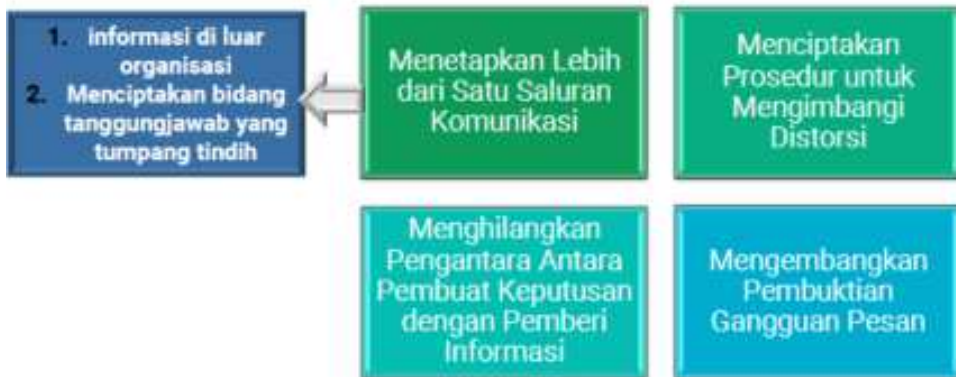 1. informasi di luar
organisasi
2. Menciptakan bidang
tanggungjawab yang
tumpang tindih
Menetapkan Lebih
dari Satu Saluran
Komunikasi
Menciptakan
Prosedur untuk
Mengimbangi
Distorsi
Menghilangkan
Pengantara Antara
Pembuat Keputusan
dengan Pemberi
Informasi
Mengembangkan
Pembuktian
Gangguan Pesan